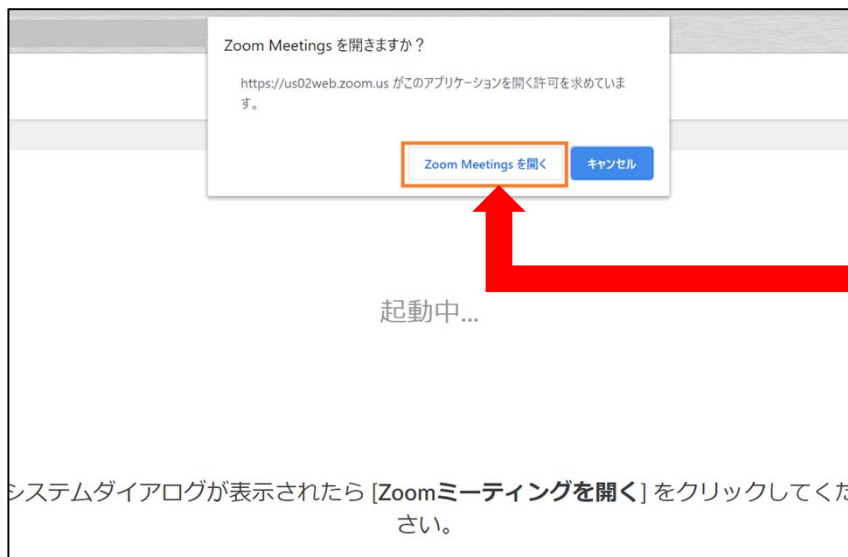 Zoom Meetings を開きますか？
https://us02web.zoom.us がこのアプリケーションを開く許可を求めていま
す。
Zoom Meetings を開く
キャンセル
起動中...
システムダイアログが表示されたら [Zoomミーティングを開く] をクリックしてくだ
さい。